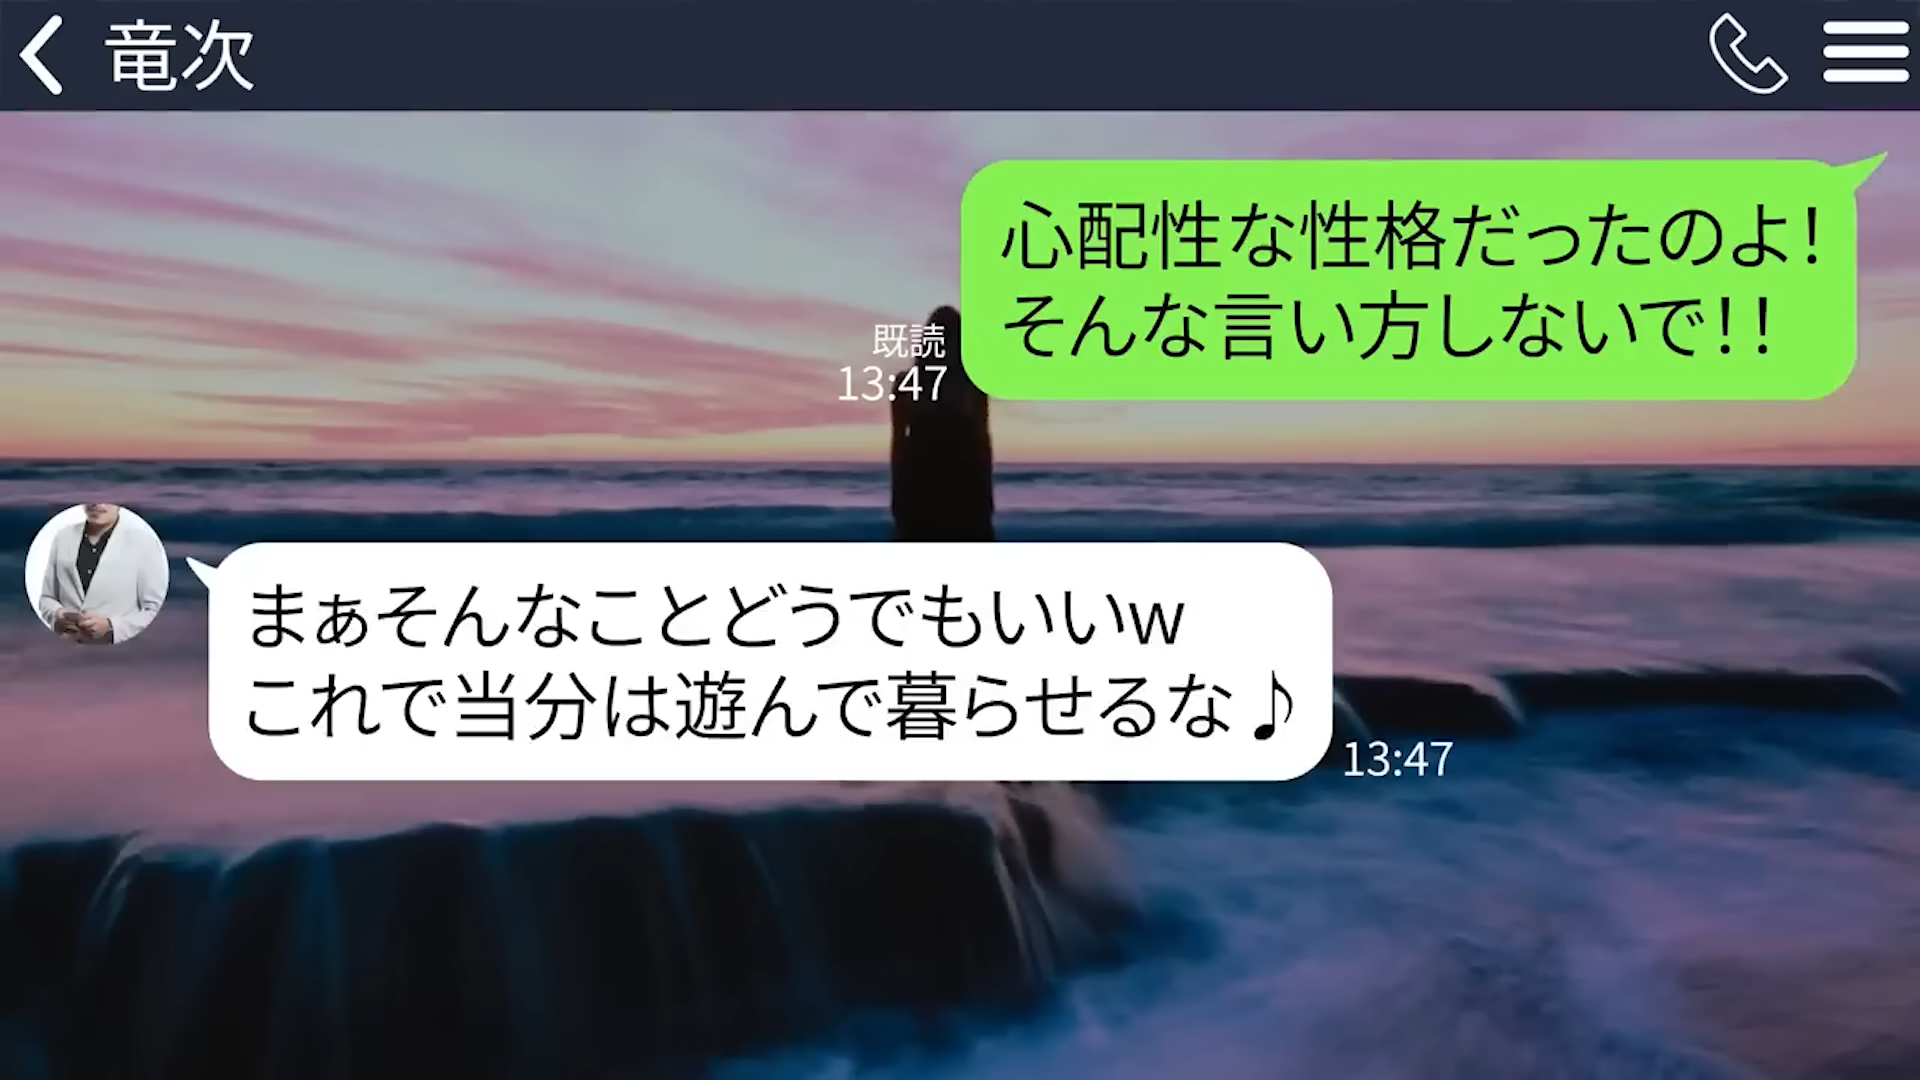 竜次
心配性な性格だったのよ！
そんな言い方しないで！！
既読
13:47
まぁそんなことどうでもいいw
これで当分は遊んで暮らせるな♪
13:47